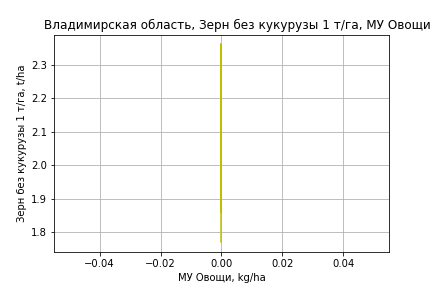 Владимирская область, Зерн без кукурузы 1 т/га, МУ Овощи
2.3
2.2
2.1
2.0
1.9
1.8
Зерн без кукурузы 1 т/га, t/ha
−0.04 −0.02 0.00 0.02 0.04
МУ Овощи, kg/ha